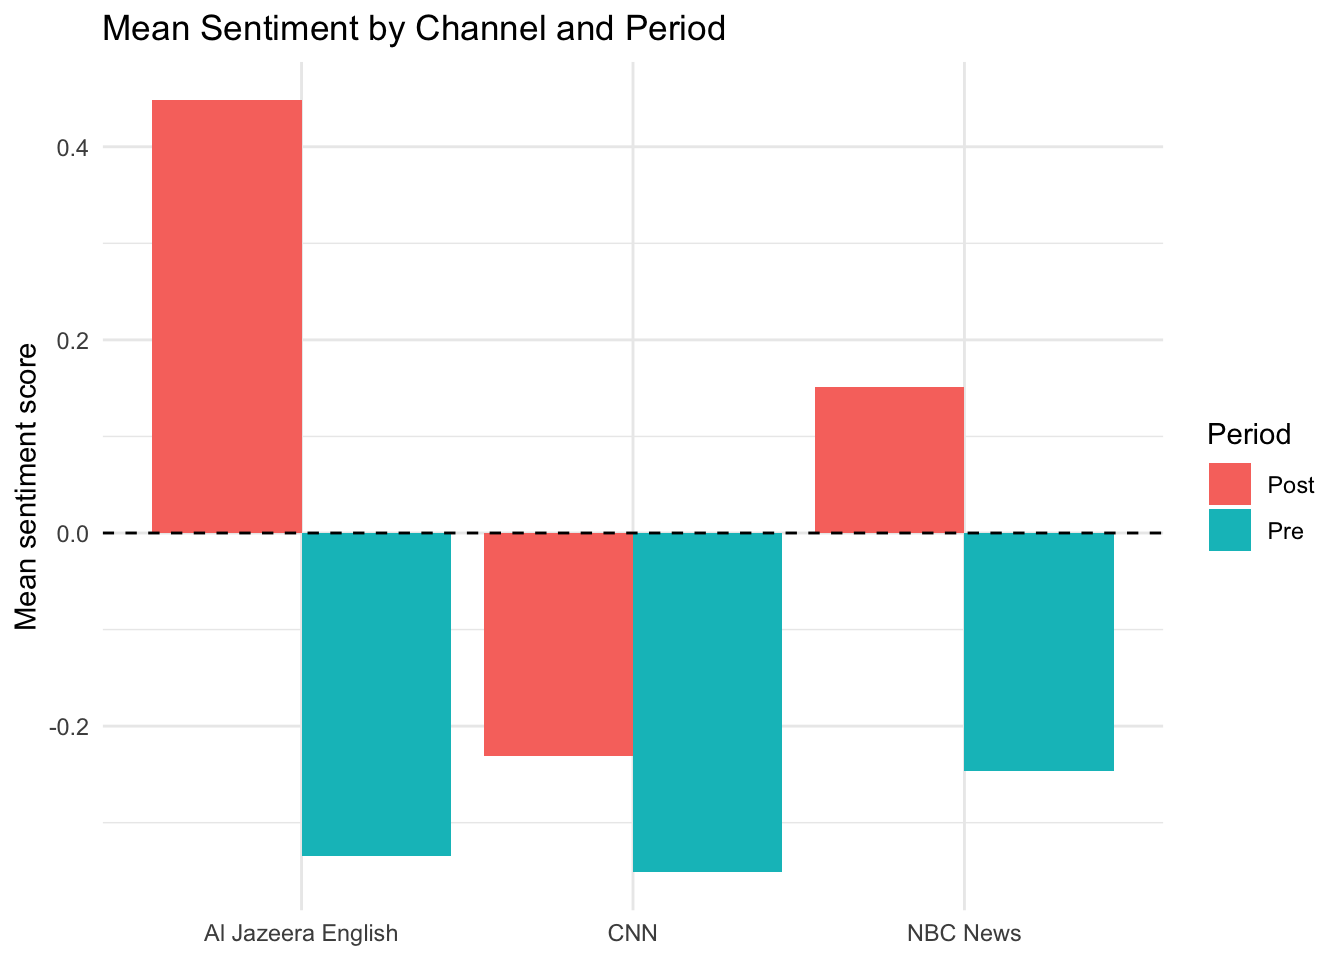 Mean Sentiment by Channel and Period
Mean sentiment score
0.4
0.2
0.0
-0.2
Al Jazeera English
CNN
NBC News
Period
Post
Pre